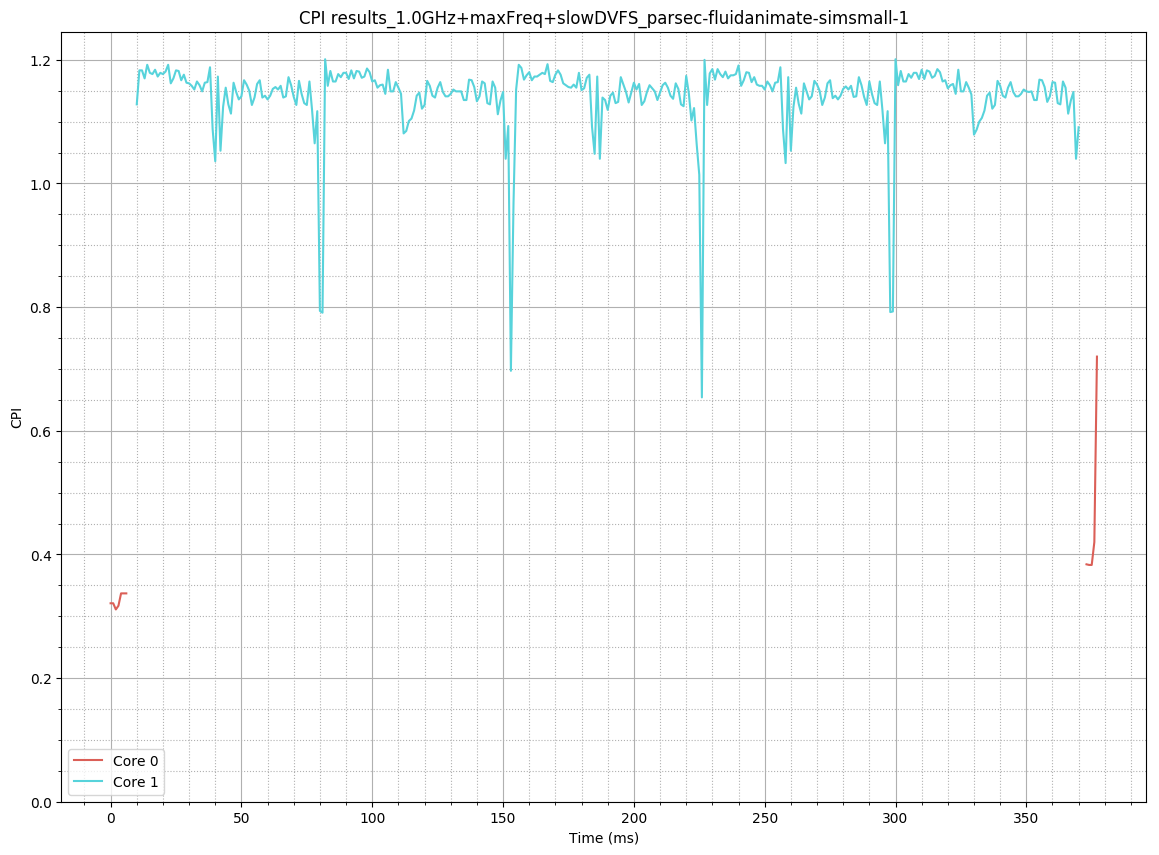 CPI results_1.0GHz+maxFreq+slowDVFS_parsec-fluidanimate-simsmall-1
1.2
1.0
0.8
0.6
0.4
0.2
0.0
CPI
Core 0
Core 1
0 50 100 150 200 250 300 350
Time (ms)